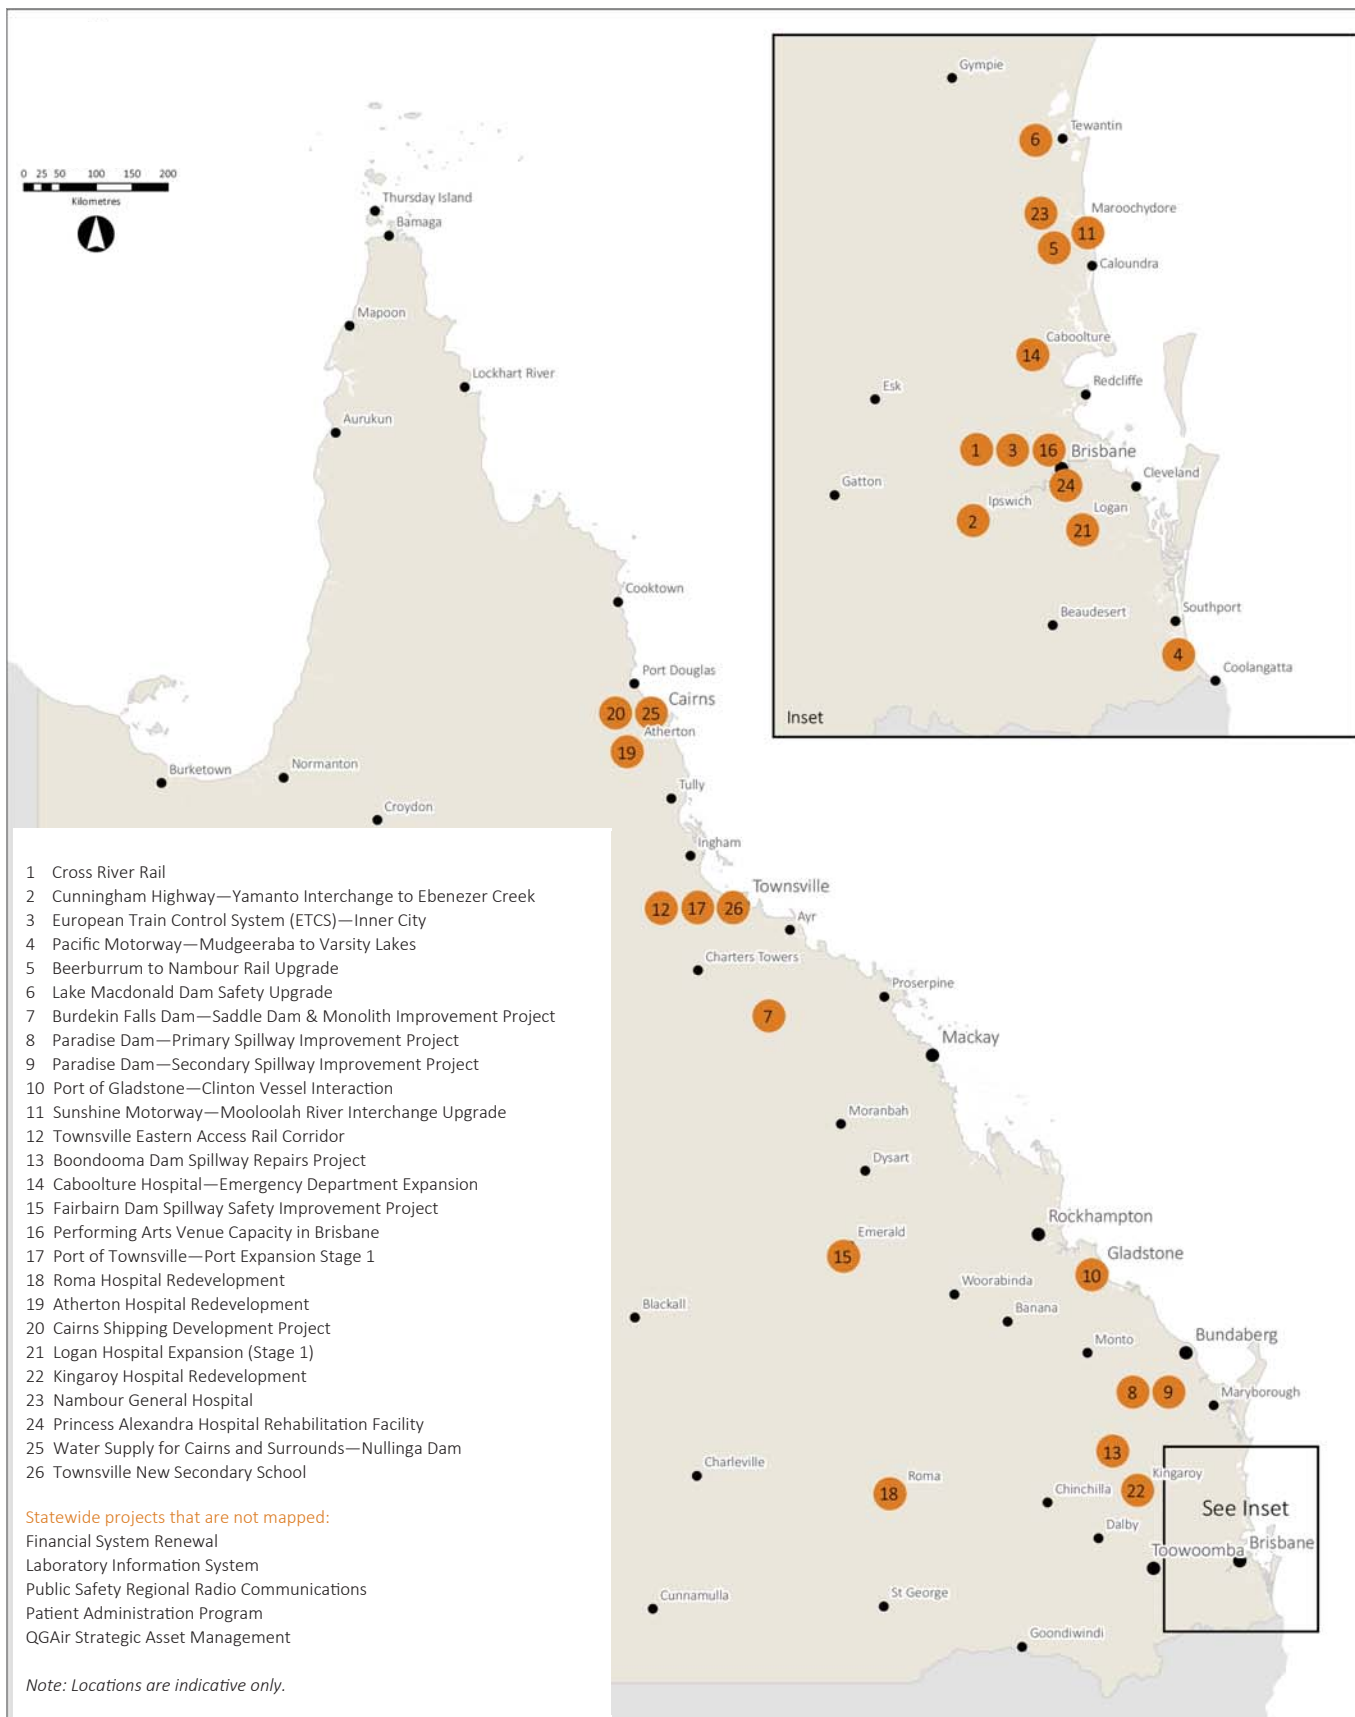 Gympie
Tewantin
6
Maroochydore
23
11
5
Caloundra
Caboolture
14
Redcliffe
Esk
1
3
16
Brisbane
Cleveland
24
Gatton
Ipswich
Logan
2
21
Beaudesert
Southport
4
Coolangatta
Inset
0 25 50 100 150 200
Kilometres
Thursday Island
Bamaga
Mapoon
Lockhart River
Aurukun
Cooktown
Port Douglas
Cairns
20
25
Atherton
19
Burketown
Normanton
Tully
Croydon
Ingham
Townsville
12
17
26
Ayr
Charters Towers
Proserpine
7
Mackay
Moranbah
Dysart
Rockhampton
Emerald
15
Gladstone
10
Woorabinda
Blackall
Banana
Monto
Bundaberg
8
9
Maryborough
13
Charleville
Roma
18
Kingaroy
22
Chinchilla
See Inset
Dalby
Toowoomba
Brisbane
Cunnamulla
St George
Goondiwindi
1 Cross River Rail
2 Cunningham Highway—Yamanto Interchange to Ebenezer Creek
3 European Train Control System (ETCS)—Inner City
4 Pacific Motorway—Mudgeeraba to Varsity Lakes
5 Beerburrum to Nambour Rail Upgrade
6 Lake Macdonald Dam Safety Upgrade
7 Burdekin Falls Dam—Saddle Dam & Monolith Improvement Project
8 Paradise Dam—Primary Spillway Improvement Project
9 Paradise Dam—Secondary Spillway Improvement Project
10 Port of Gladstone—Clinton Vessel Interaction
11 Sunshine Motorway—Mooloolah River Interchange Upgrade
12 Townsville Eastern Access Rail Corridor
13 Boondooma Dam Spillway Repairs Project
14 Caboolture Hospital—Emergency Department Expansion
15 Fairbairn Dam Spillway Safety Improvement Project
16 Performing Arts Venue Capacity in Brisbane
17 Port of Townsville—Port Expansion Stage 1
18 Roma Hospital Redevelopment
19 Atherton Hospital Redevelopment
20 Cairns Shipping Development Project
21 Logan Hospital Expansion (Stage 1)
22 Kingaroy Hospital Redevelopment
23 Nambour General Hospital
24 Princess Alexandra Hospital Rehabilitation Facility
25 Water Supply for Cairns and Surrounds—Nullinga Dam
26 Townsville New Secondary School
Statewide projects that are not mapped:
Financial System Renewal
Laboratory Information System
Public Safety Regional Radio Communications
Patient Administration Program
QGAir Strategic Asset Management
Note: Locations are indicative only.